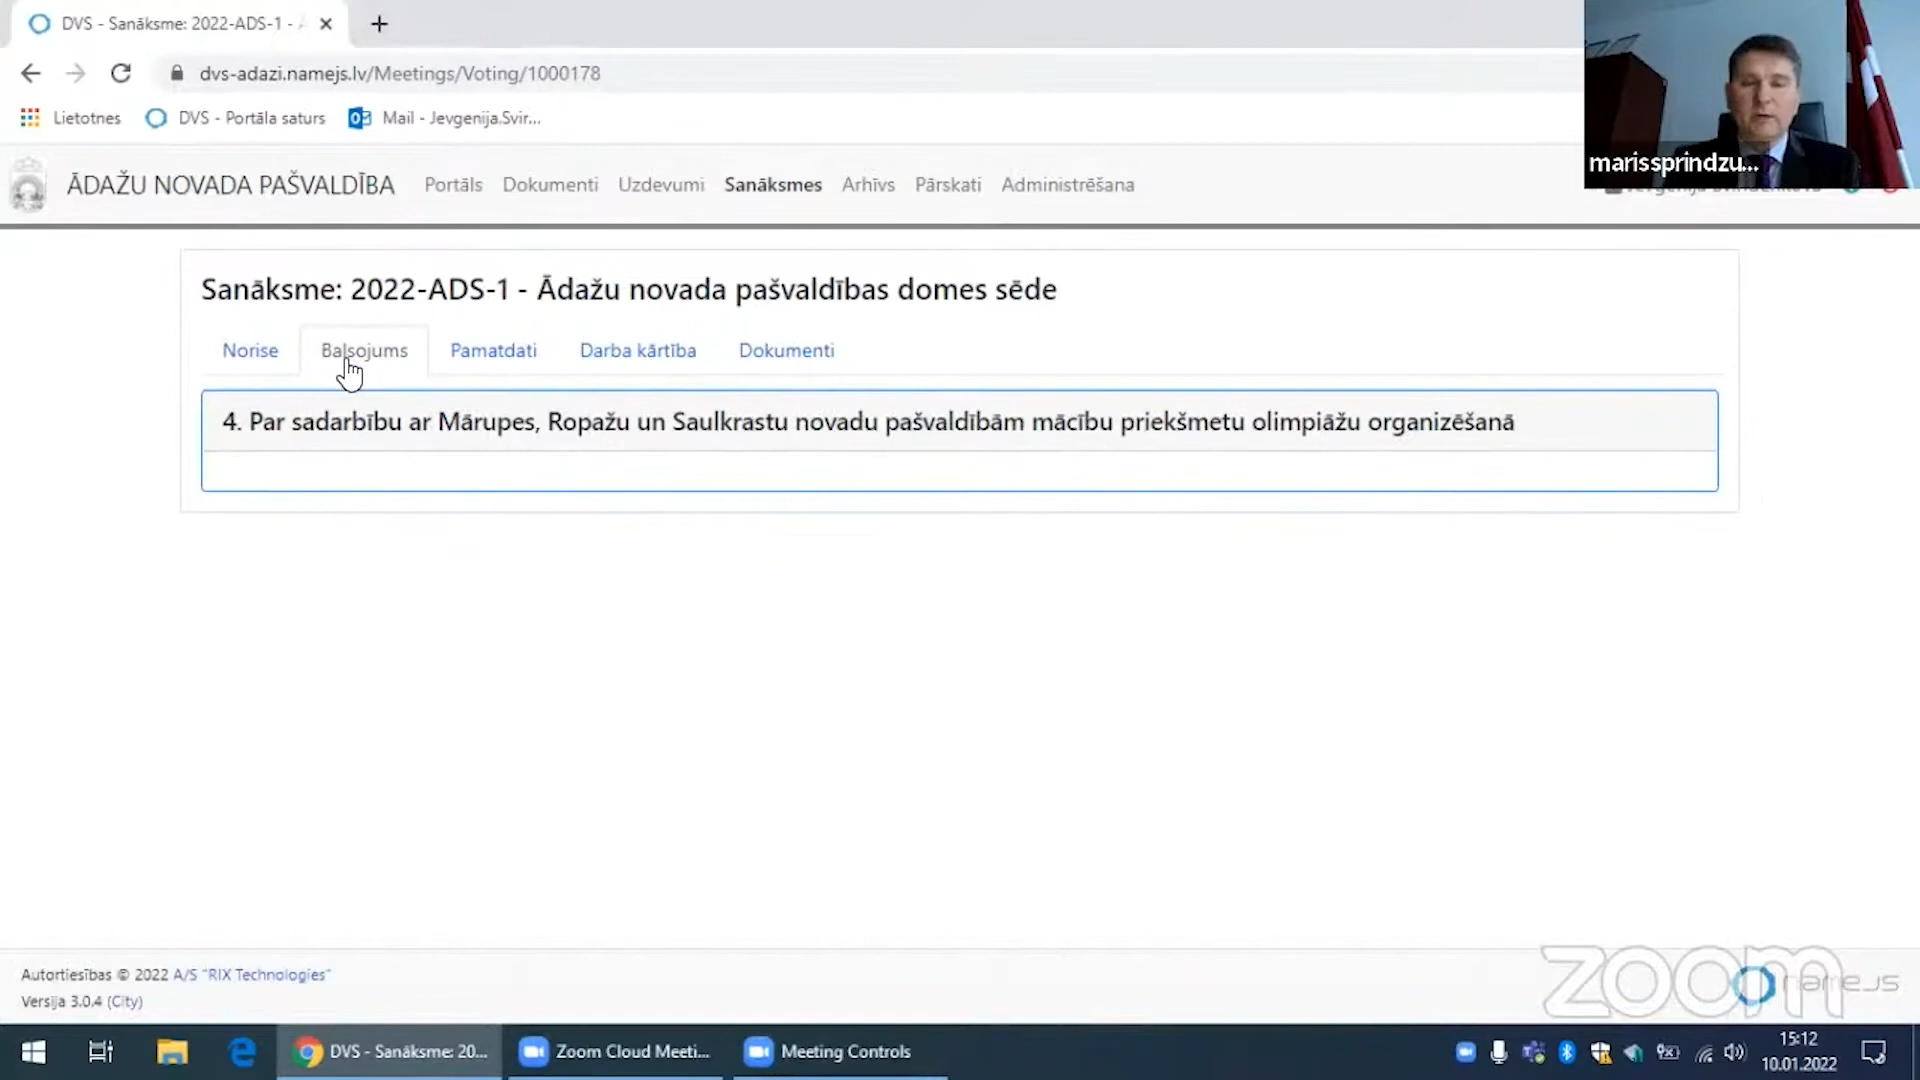 DVS - Sanāksme: 2022-ADS-1 -
dvs-adazi.namejs.lv/Meetings/Voting/1000178
Lietotnes
DVS - Portāla saturs
Mail - Jevgenija.Svir...
marissprindzu...
ĀDAŽU NOVADA PAŠVALDĪBA
Portāls
Dokumenti
Uzdevumi
Sanāksmes
Arhīvs
Pārskati
Administrēšana
Sanāksme: 2022-ADS-1 - Ādažu novada pašvaldības domes sēde
Norise
Balsojums
Pamatdati
Darba kārtība
Dokumenti
4. Par sadarbību ar Mārupes, Ropažu un Saulkrastu novadu pašvaldībām mācību priekšmetu olimpiāžu organizēšanā
Autortiesības © 2022 A/S "RIX Technologies"
Versija 3.0.4 (City)
zoom
namejs
DVS - Sanāksme: 20...
Zoom Cloud Meeti...
Meeting Controls
15:12
10.01.2022